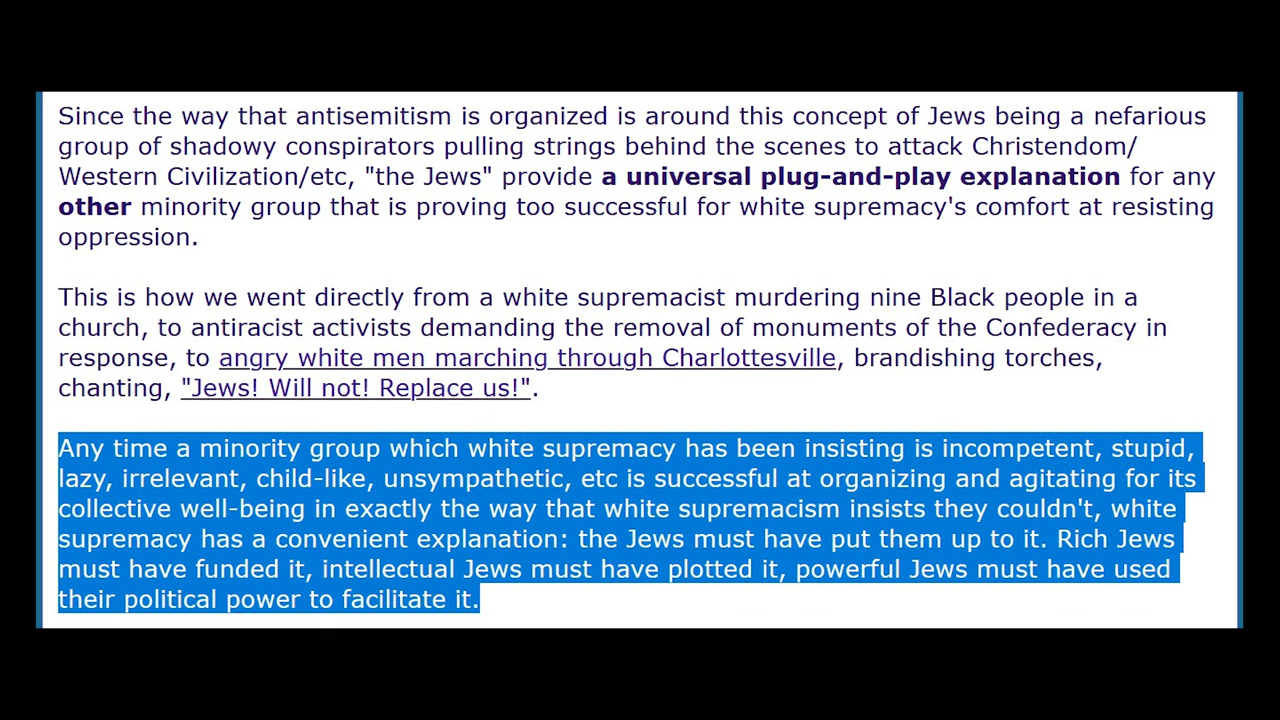 Since the way that antisemitism is organized is around this concept of Jews being a nefarious
group of shadowy conspirators pulling strings behind the scenes to attack Christendom/
Western Civilization/etc, "the Jews" provide a universal plug-and-play explanation for any
other minority group that is proving too successful for white supremacy's comfort at resisting
oppression.
This is how we went directly from a white supremacist murdering nine Black people in a
church, to antiracist activists demanding the removal of monuments of the Confederacy in
response, to angry white men marching through Charlottesville, brandishing torches,
chanting, "Jews! Will not! Replace us!".
Any time a minority group which white supremacy has been insisting is incompetent, stupid,
lazy, irrelevant, child-like, unsympathetic, etc is successful at organizing and agitating for its
collective well-being in exactly the way that white supremacism insists they couldn't, white
supremacy has a convenient explanation: the Jews must have put them up to it. Rich Jews
must have funded it, intellectual Jews must have plotted it, powerful Jews must have used
their political power to facilitate it.